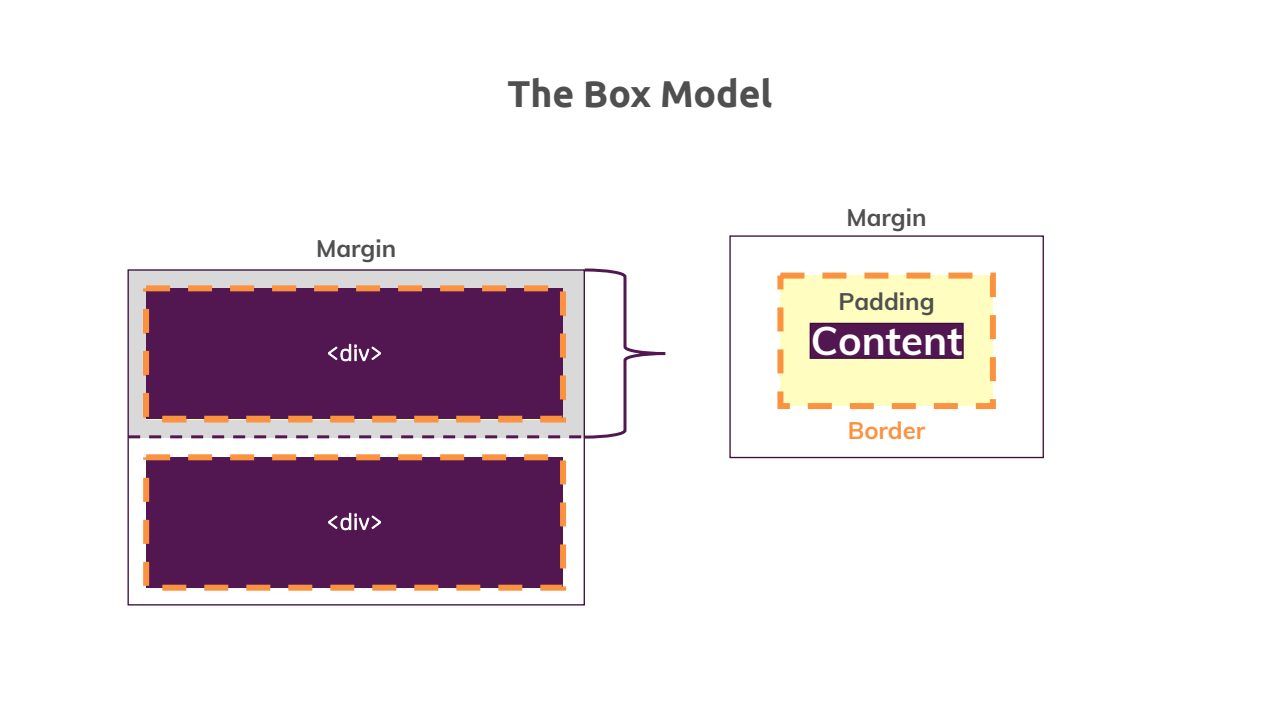 The Box Model
Margin
<div>
<div>
Margin
Padding
Content
Border